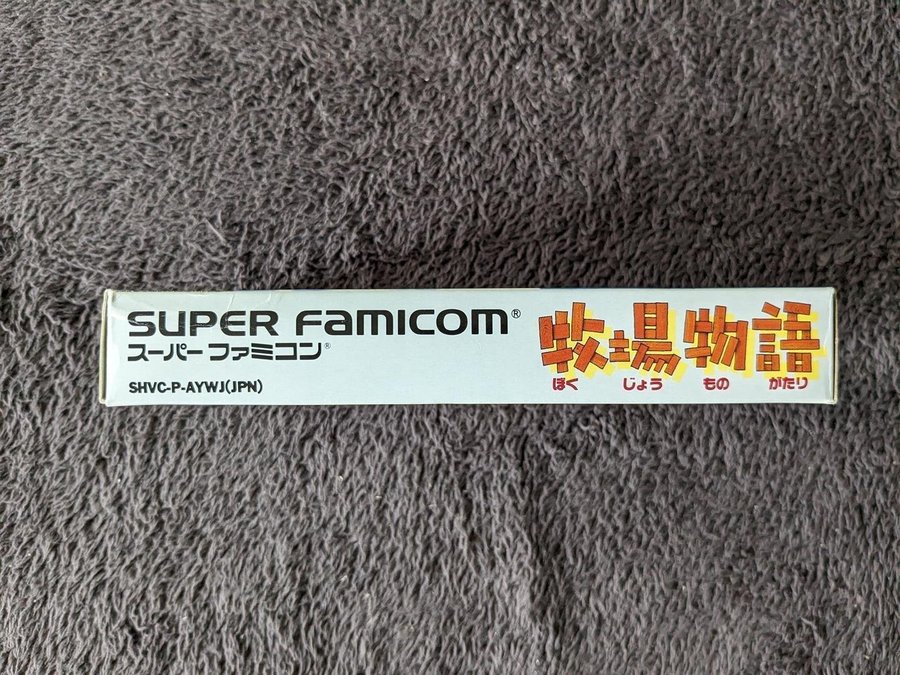 SUPER FAMICOM®
スーパーファミコン®
SHVC-P-AYWJ(JPN)
牧場物語
ぼく じょう もの がたり